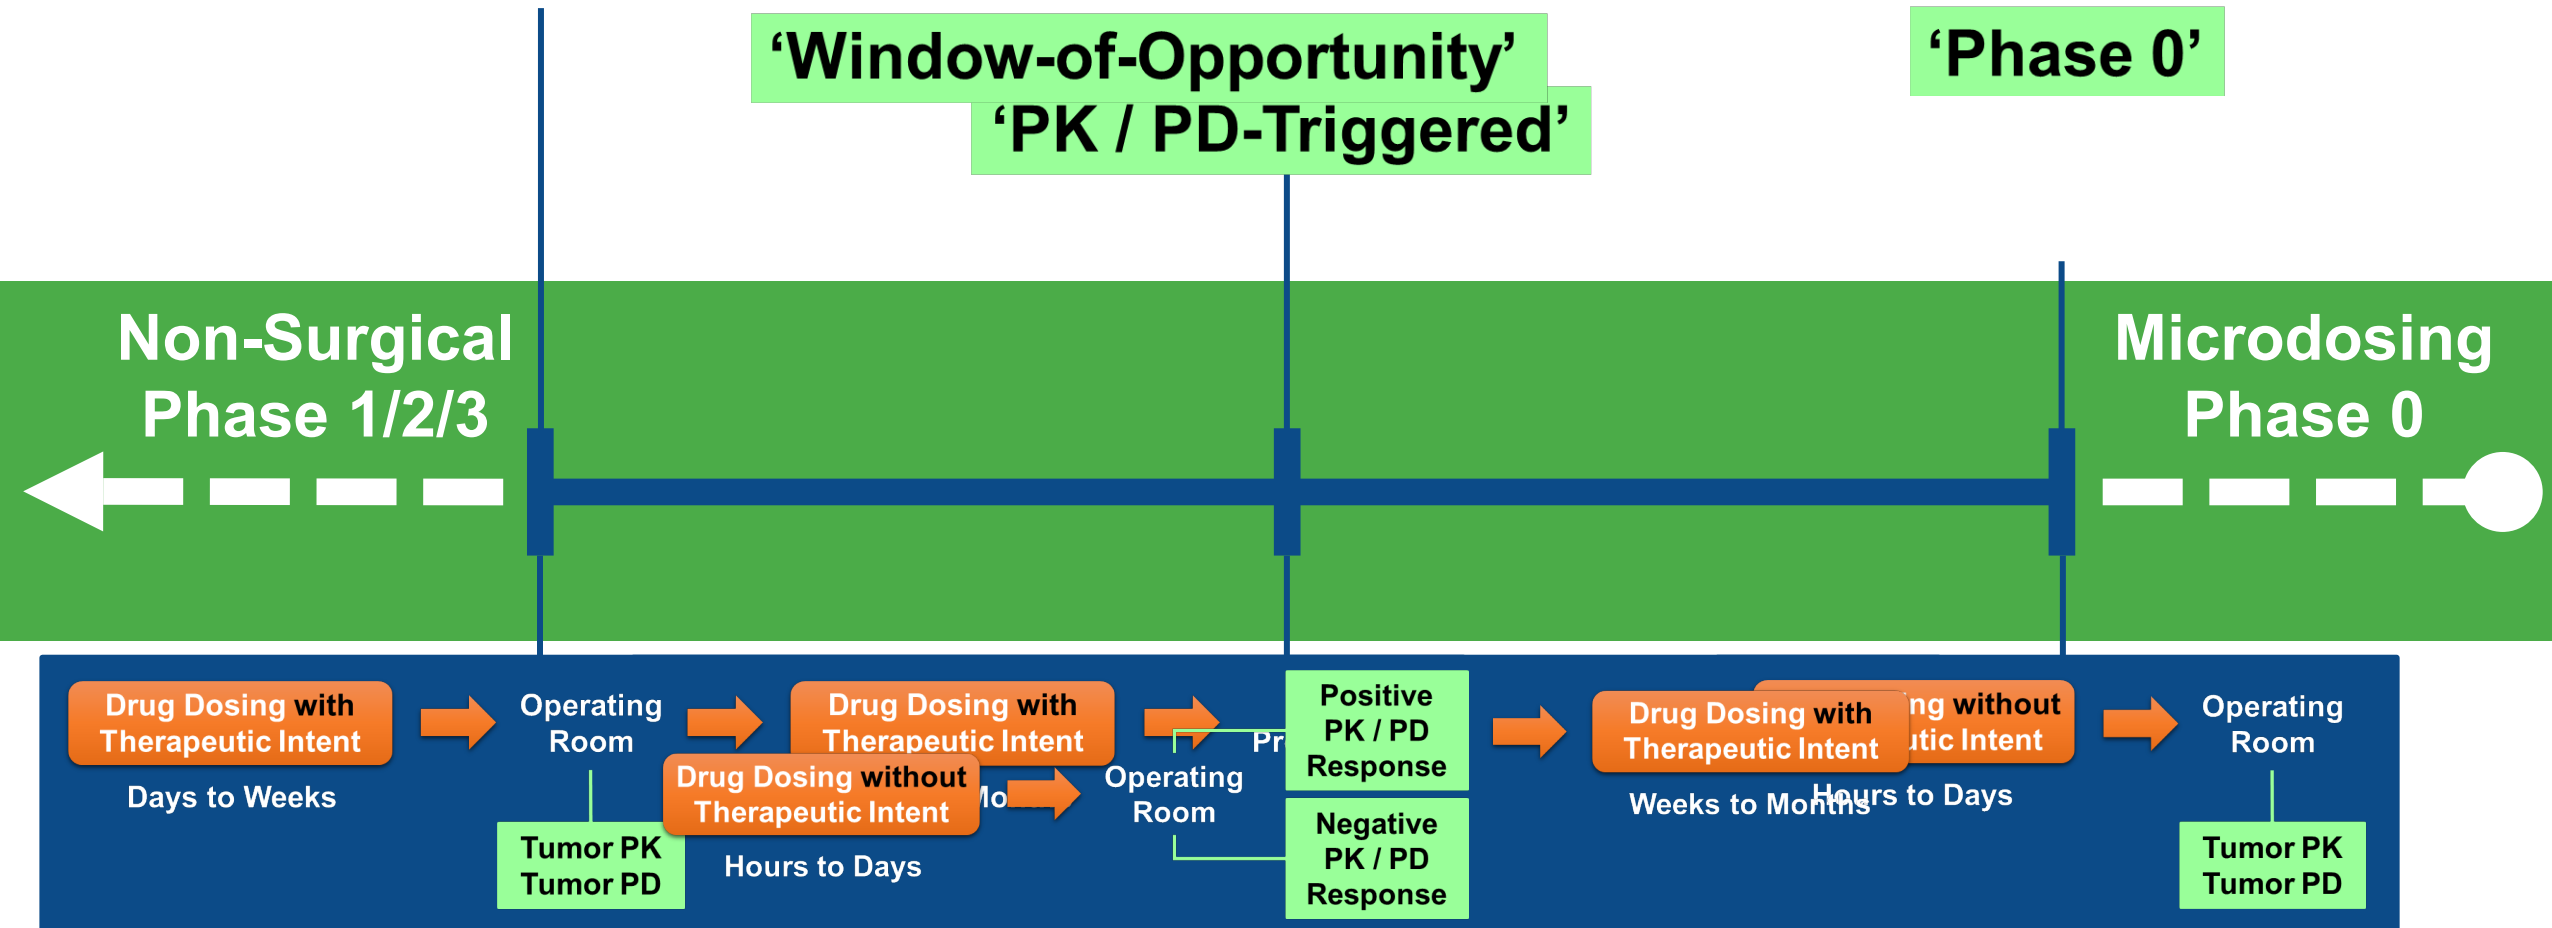 ‘Window-of-Opportunity’
‘PK / PD-Triggered’
‘Phase 0’
Non-Surgical
Phase 1/2/3
Microdosing
Phase 0
Drug Dosing with
Therapeutic Intent
Days to Weeks
Operating
Room
Tumor PK
Tumor PD
Drug Dosing with
Therapeutic Intent
Drug Dosing without
Therapeutic Intent
Hours to Days
Operating
Room
Positive
PK / PD
Response
Negative
PK / PD
Response
Drug Dosing with
Therapeutic Intent
Weeks to Months
without
Intent
Hours to Days
Operating
Room
Tumor PK
Tumor PD